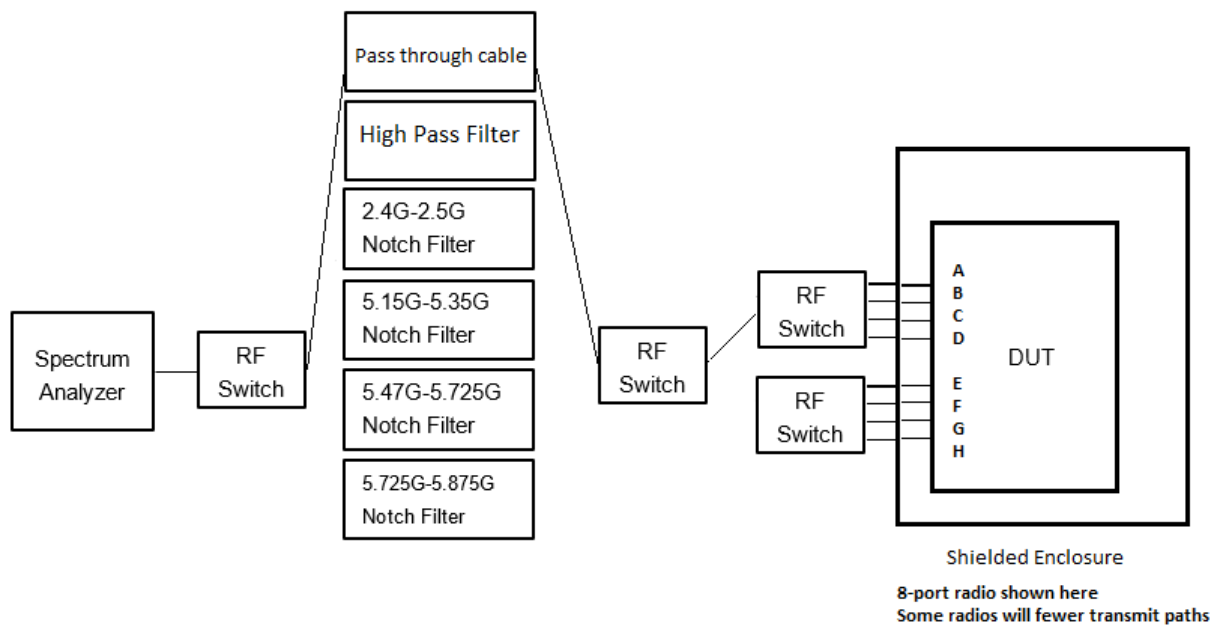 Pass through cable
High Pass Filter
2.4G-2.5G
Notch Filter
5.15G-5.35G
Notch Filter
5.47G-5.725G
Notch Filter
5.725G-5.875G
Notch Filter
Spectrum
Analyzer
RF
Switch
RF
Switch
RF
Switch
RF
Switch
A
B
C
D
E
F
G
H
DUT
Shielded Enclosure
8-port radio shown here
Some radios will fewer transmit paths